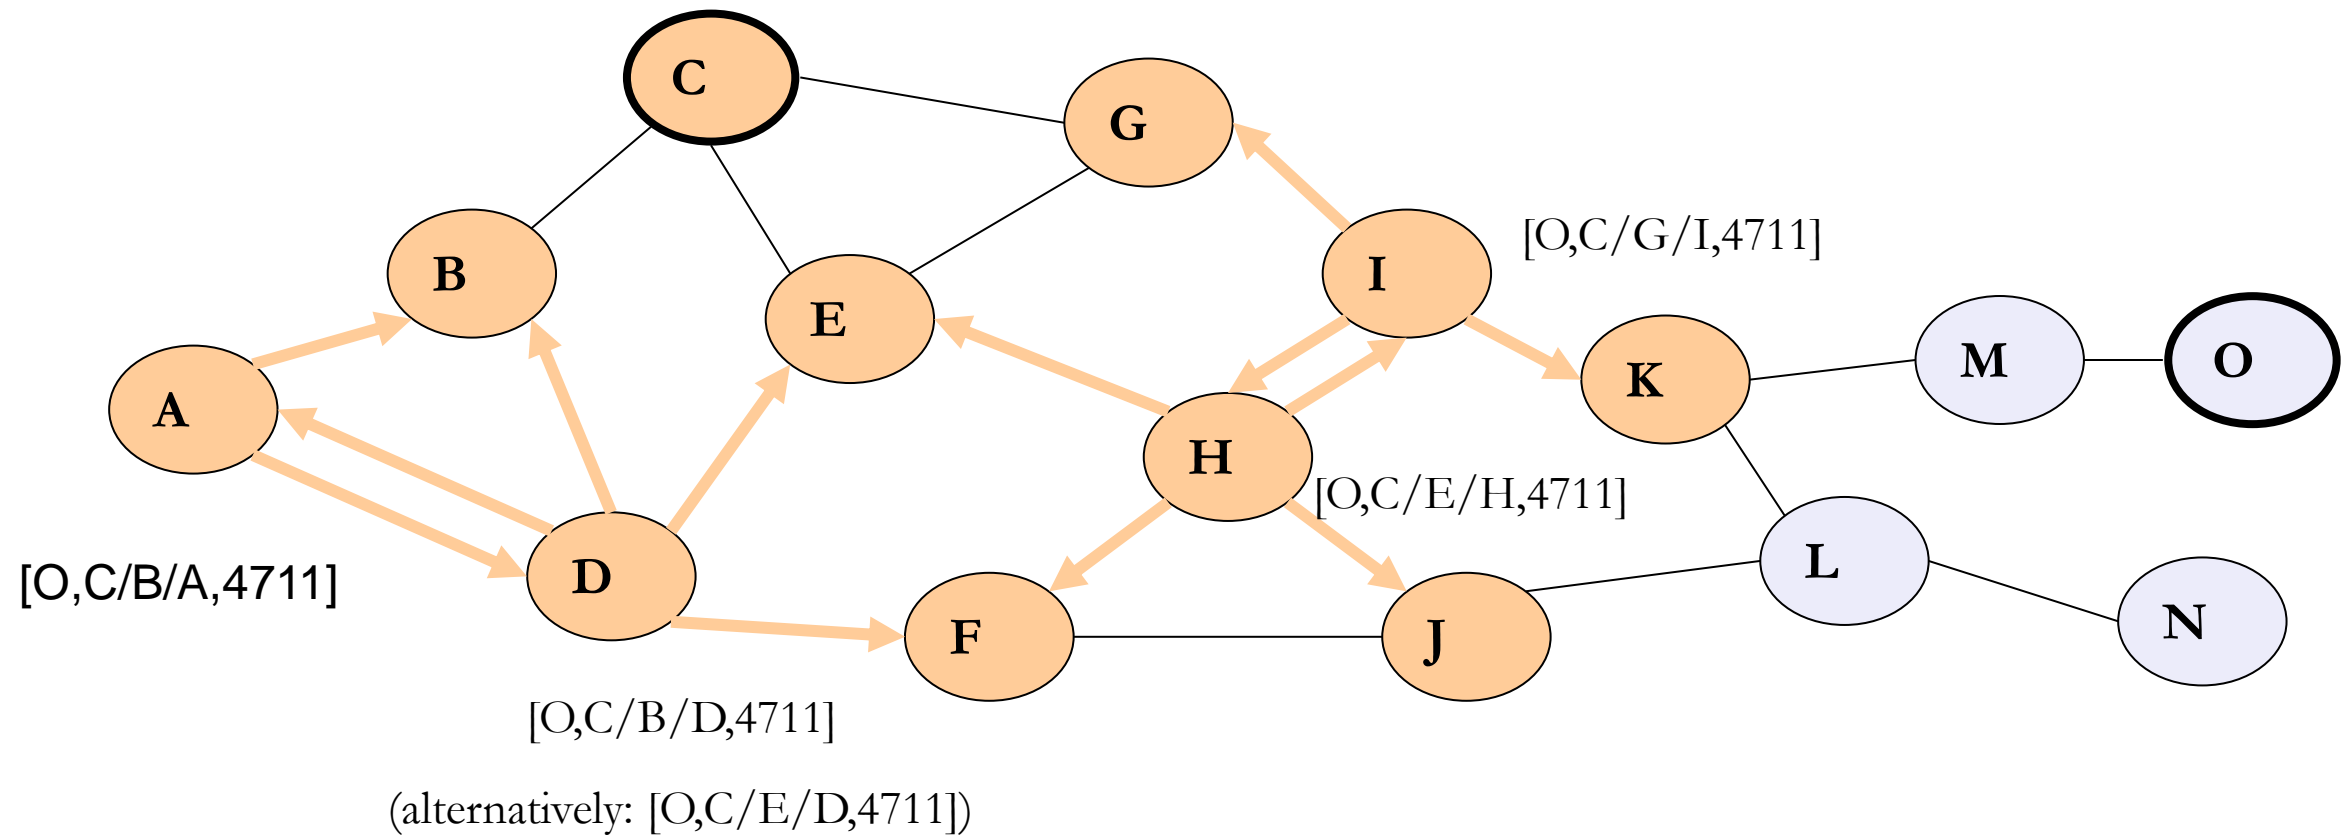 C
G
[O,C/G/I,4711]
B
I
E
M
O
K
A
H
[O,C/E/H,4711]
L
D
[O,C/B/A,4711]
N
F
J
[O,C/B/D,4711]
(alternatively: [O,C/E/D,4711])